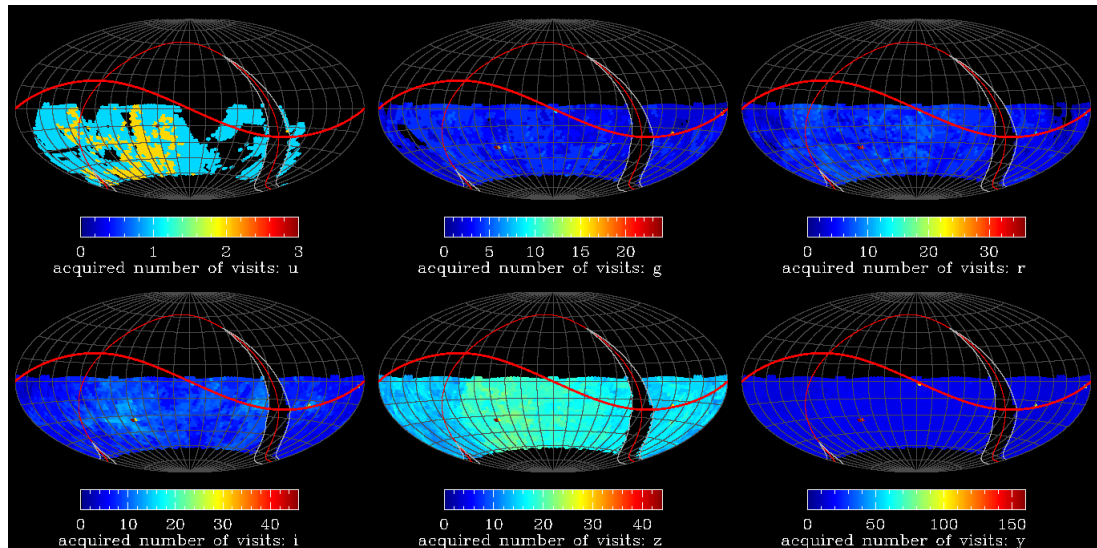 0 1 2 3
acquired number of visits: u
0 5 10 15 20
acquired number of visits: g
0 10 20 30
acquired number of visits: r
0 10 20 30 40
acquired number of visits: i
0 10 20 30 40
acquired number of visits: z
0 50 100 150
acquired number of visits: y